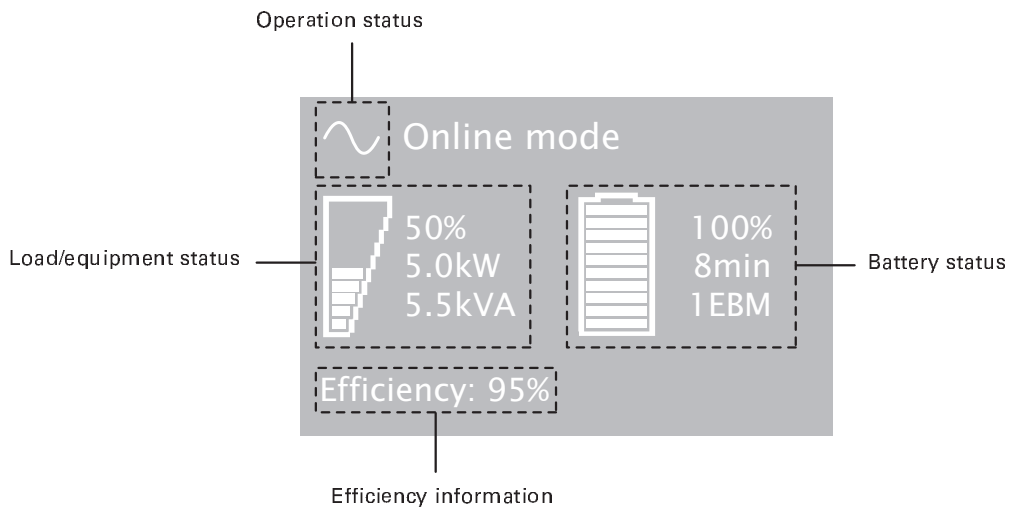 Operation status
Online mode
Load/equipment status
50%
5.0kW
5.5kVA
100%
8min
1EBM
Battery status
Efficiency: 95%
Efficiency information